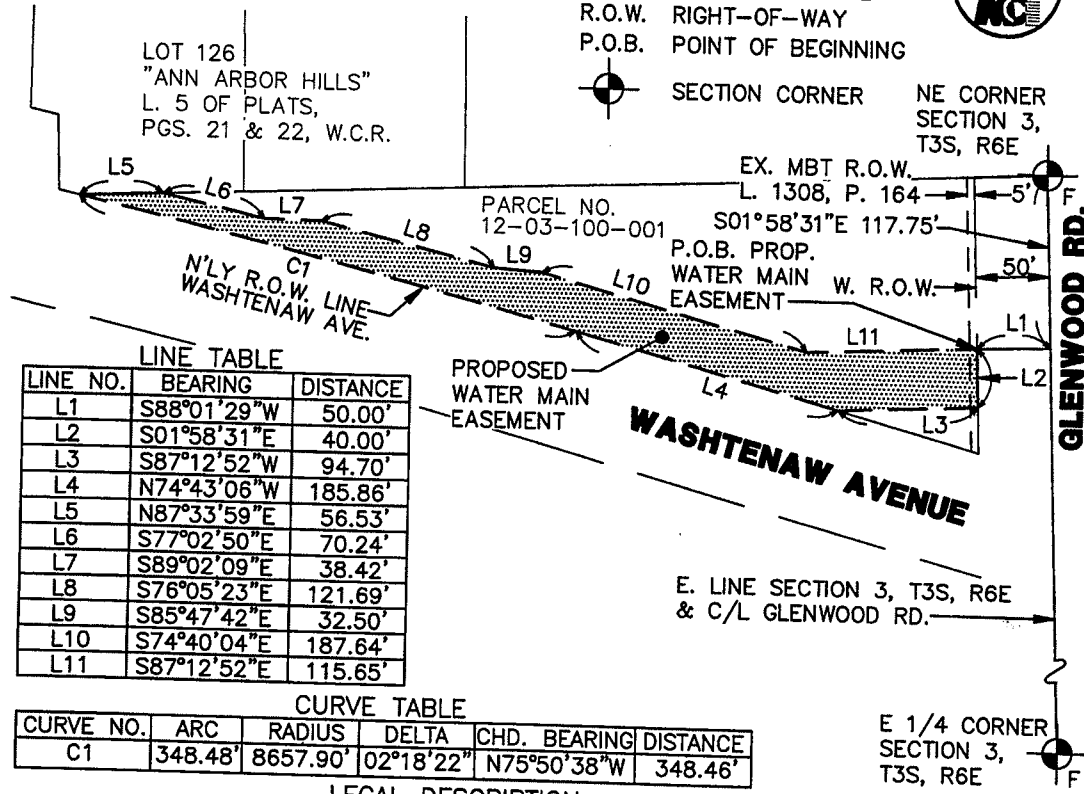 R.O.W. RIGHT-OF-WAY
P.O.B. POINT OF BEGINNING
SECTION CORNER
LOT 126
"ANN ARBOR HILLS"
L. 5 OF PLATS,
PGS. 21 & 22, W.C.R.
NE CORNER
SECTION 3,
T3S, R6E
F
EX. MBT R.O.W.
L. 1308, P. 164
5'
S01°58'31"E 117.75'
50'
PARCEL NO.
12-03-100-001
P.O.B. PROP.
WATER MAIN
EASEMENT
W. R.O.W.
L5
L6
L7
L8
L9
L10
L11
L1
L2
L3
L4
C1
N'LY R.O.W. LINE
WASHTENAW AVE.
PROPOSED
WATER MAIN
EASEMENT
WASHTENAW AVENUE
GLENWOOD RD.
LINE TABLE
LINE NO. BEARING DISTANCE
L1 S88°01'29"W 50.00'
L2 S01°58'31"E 40.00'
L3 S87°12'52"W 94.70'
L4 N74°43'06"W 185.86'
L5 N87°33'59"E 56.53'
L6 S77°02'50"E 70.24'
L7 S89°02'09"E 38.42'
L8 S76°05'23"E 121.69'
L9 S85°47'42"E 32.50'
L10 S74°40'04"E 187.64'
L11 S87°12'52"E 115.65'
E. LINE SECTION 3, T3S, R6E
& C/L GLENWOOD RD.
CURVE TABLE
CURVE NO. ARC RADIUS DELTA CHD. BEARING DISTANCE
C1 348.48' 8657.90' 02°18'22" N75°50'38"W 348.46'
E 1/4 CORNER
SECTION 3,
T3S, R6E
F